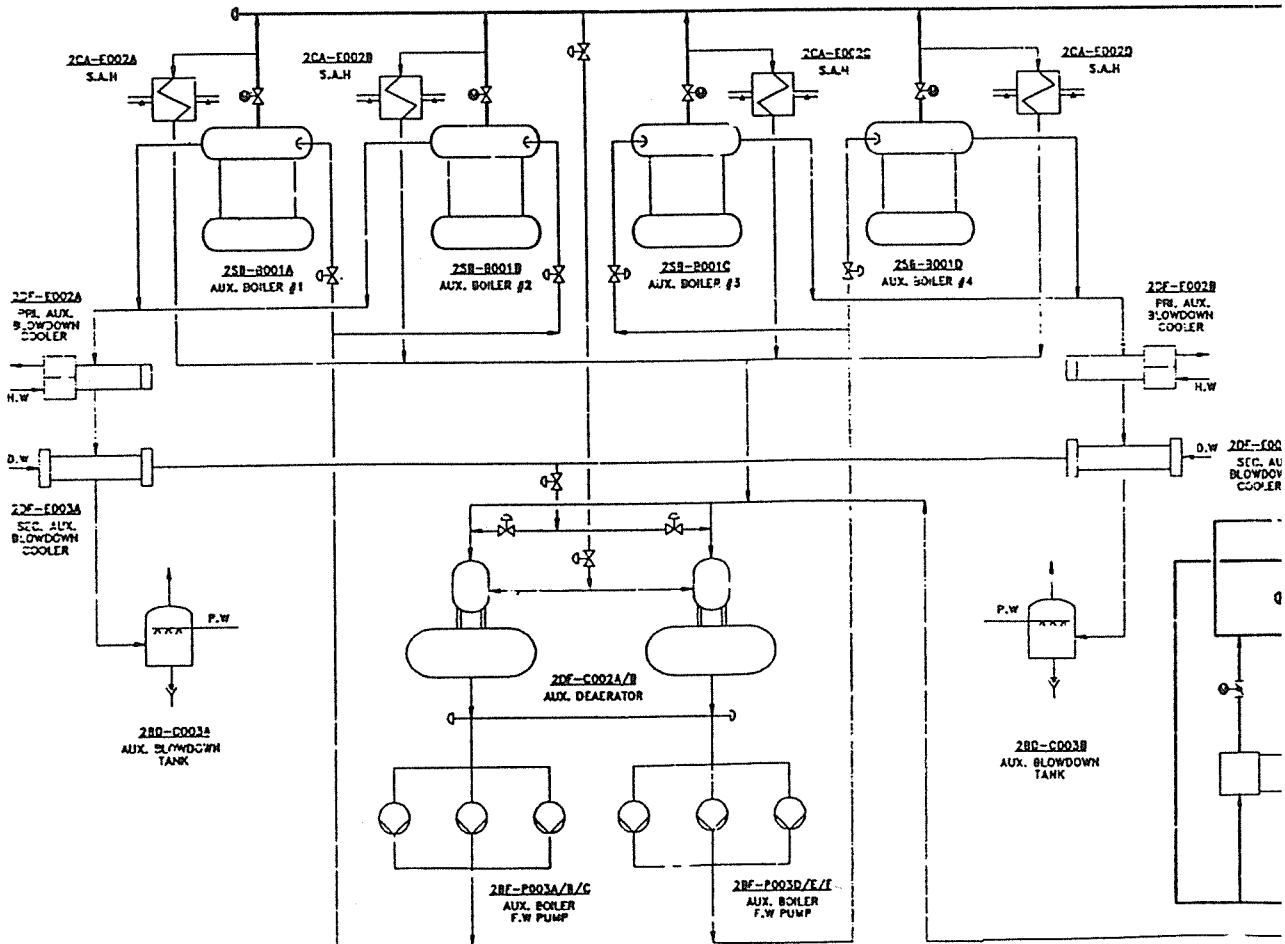 2CA-E002A
S.A.H
2CA-E002B
S.A.H
2CA-E002C
S.A.H
2CA-E002D
S.A.H
2SB-B001A
AUX. BOILER #1
2SB-B001B
AUX. BOILER #2
2SB-B001C
AUX. BOILER #3
2SB-B001D
AUX. BOILER #4
2DF-E002A
PRI. AUX.
BLOWDOWN
COOLER
2DF-E002B
PRI. AUX.
BLOWDOWN
COOLER
H.W
H.W
D.W
D.W
2DF-E003A
SEC. AUX.
BLOWDOWN
COOLER
2DF-E00
SEC. AU
BLOWDOW
COOLER
P.W
P.W
2DF-C002A/B
AUX. DEAERATOR
2BD-C003A
AUX. BLOWDOWN
TANK
2BD-C003B
AUX. BLOWDOWN
TANK
2BF-P003A/B/C
AUX. BOILER
F.W PUMP
2BF-P003D/E/F
AUX. BOILER
F.W PUMP